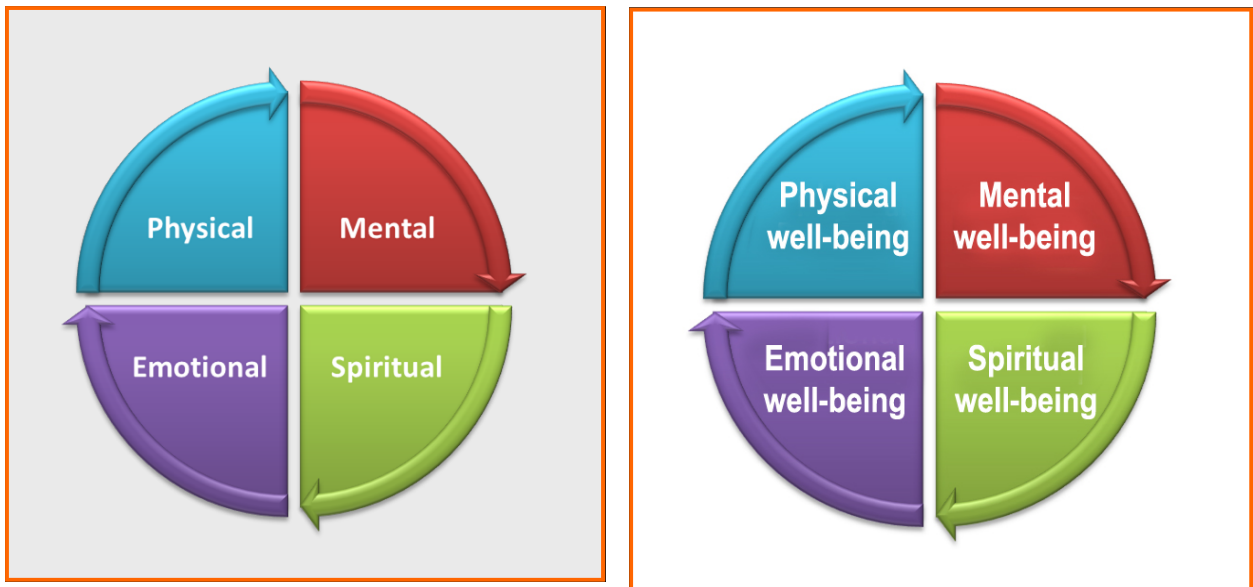 Physical
Mental
Emotional
Spiritual
Physical
well-being
Mental
well-being
Emotional
well-being
Spiritual
well-being